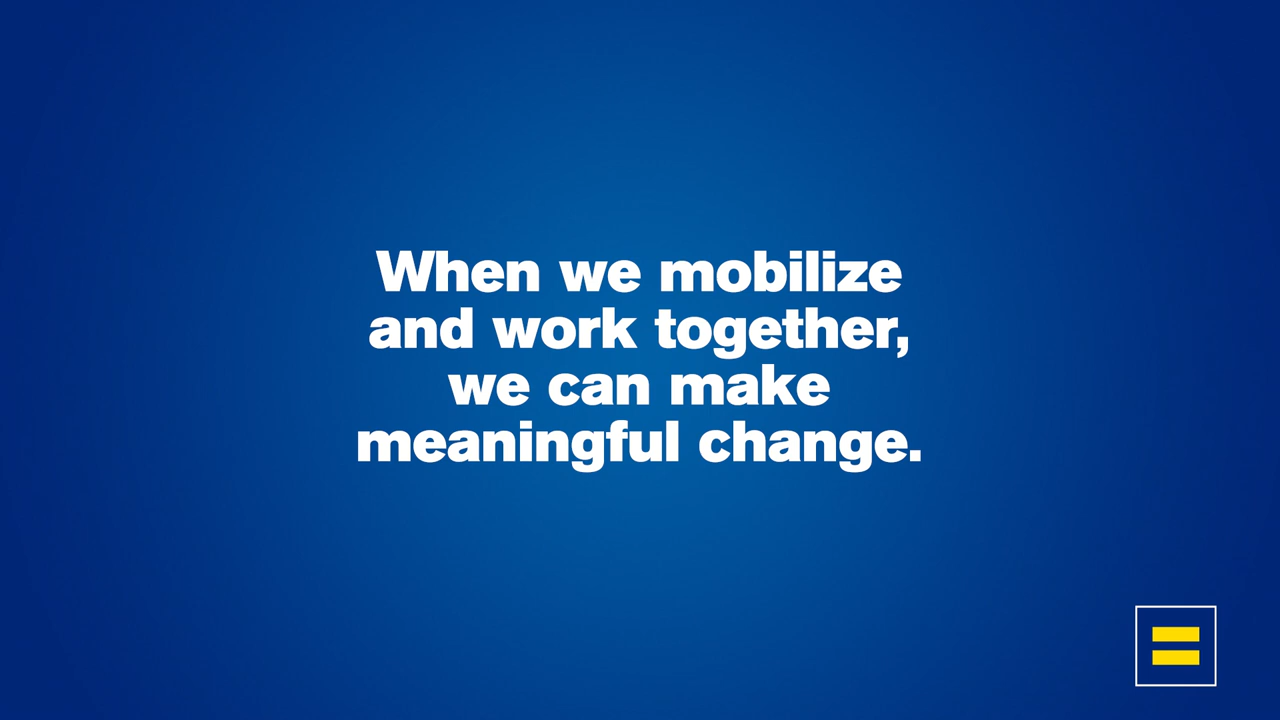 When we mobilize
and work together,
we can make
meaningful change.